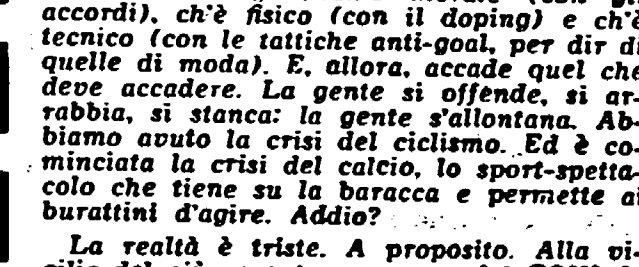 accordi), ch'è fisico (con il doping) e ch'è
tecnico (con le tattiche anti-goal, per dir di
quelle di moda). E, allora, accade quel che
deve accadere. La gente si offende, si ar-
rabbia, si stanca: la gente s'allontana. Ab-
biamo avuto la crisi del ciclismo. Ed è co-
minciata la crisi del calcio, lo sport-spetta-
colo che tiene su la baracca e permette ai
burattini d'agire. Addio?
La realtà è triste. A proposito. Alla vi-